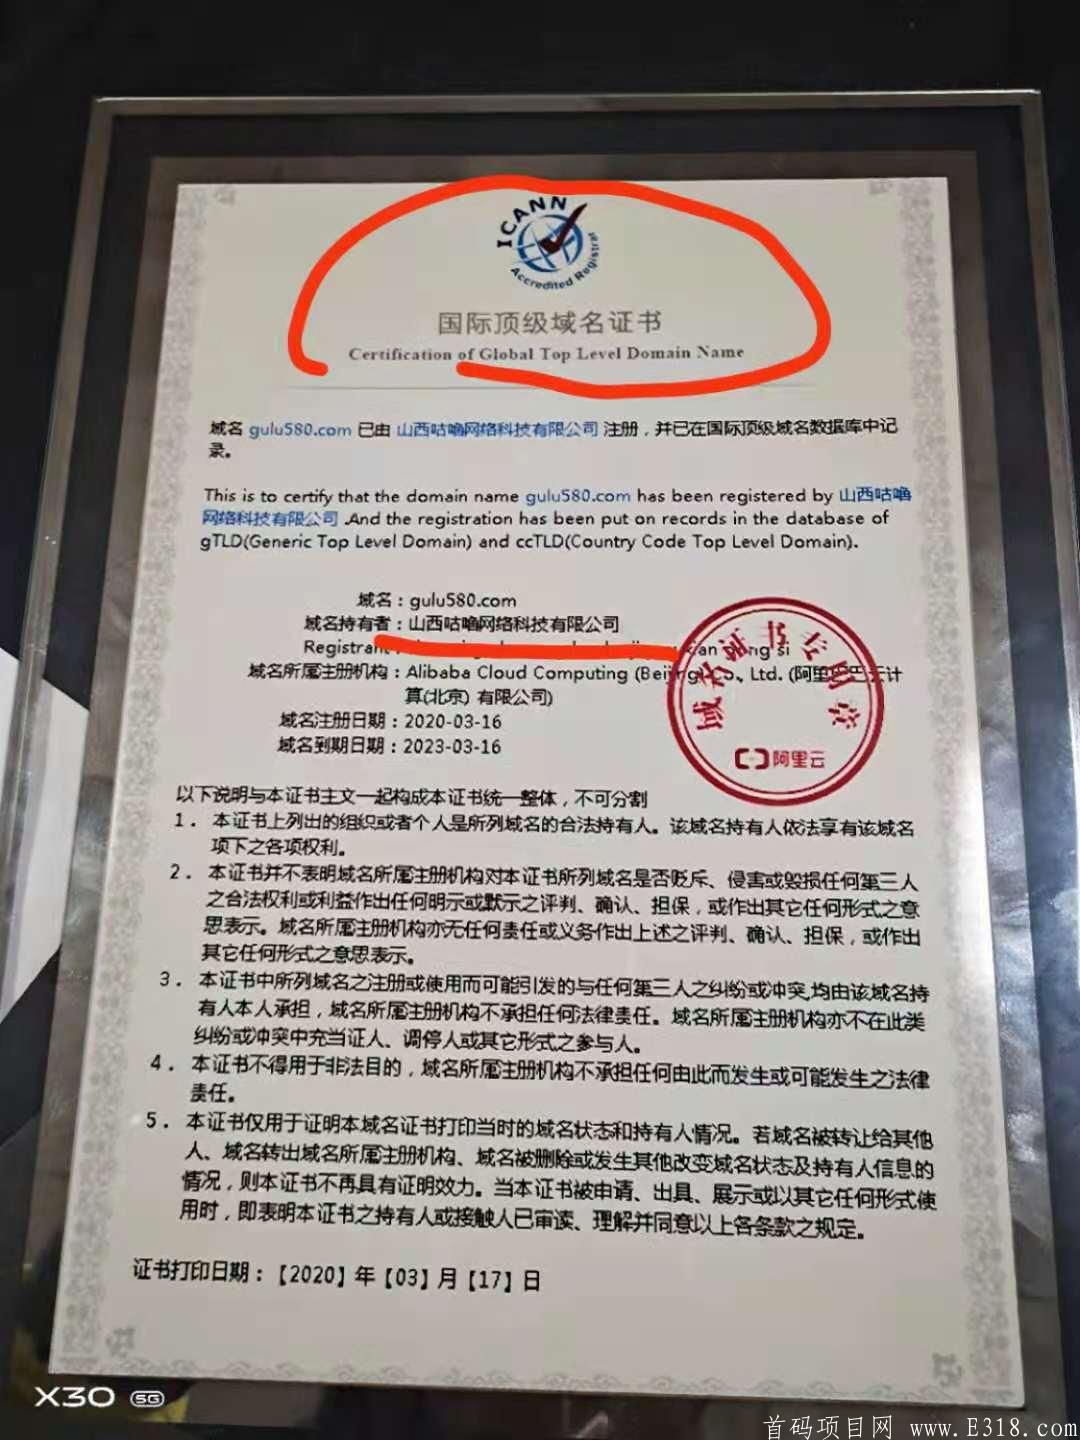 ICANN
Accredited Registrar
国际顶级域名证书
Certification of Global Top Level Domain Name
域名 gulu580.com 已由 山西咕噜网络科技有限公司 注册，并已在国际顶级域名数据库中记
录。
This is to certify that the domain name gulu580.com has been registered by 山西咕噜
网络科技有限公司 .And the registration has been put on records in the database of
gTLD(Generic Top Level Domain) and ccTLD(Country Code Top Level Domain).
域名：gulu580.com
域名持有者：山西咕噜网络科技有限公司
Registrant
域名所属注册机构：Alibaba Cloud Computing (Beijing) Co., Ltd. (阿里巴巴云计
算(北京) 有限公司)
域名注册日期：2020-03-16
域名到期日期：2023-03-16
域名证书专用章
阿里云
以下说明与本证书主文一起构成本证书统一整体，不可分割
1. 本证书上列出的组织或者个人是所列域名的合法持有人。该域名持有人依法享有该域名
项下之各项权利。
2. 本证书并不表明域名所属注册机构对本证书所列域名是否贬斥、侵害或毁损任何第三人
之合法权利或利益作出任何明示或默示之评判、确认、担保，或作出其它任何形式之意
思表示。域名所属注册机构亦无任何责任或义务作出上述之评判、确认、担保，或作出
其它任何形式之意思表示。
3. 本证书中所列域名之注册或使用而可能引发的与任何第三人之纠纷或冲突,均由该域名持
有人本人承担，域名所属注册机构不承担任何法律责任。域名所属注册机构亦不在此类
纠纷或冲突中充当证人、调停人或其它形式之参与人。
4. 本证书不得用于非法目的，域名所属注册机构不承担任何由此而发生或可能发生之法律
责任。
5. 本证书仅用于证明本域名证书打印当时的域名状态和持有人情况。若域名被转让给其他
人、域名转出域名所属注册机构、域名被删除或发生其他改变域名状态及持有人信息的
情况，则本证书不再具有证明效力。当本证书被申请、出具、展示或以其它任何形式使
用时，即表明本证书之持有人或接触人已审读、理解并同意以上各条款之规定。
证书打印日期：【2020】年【03】月【17】日
X30 5G
首码项目网 www.E318.com